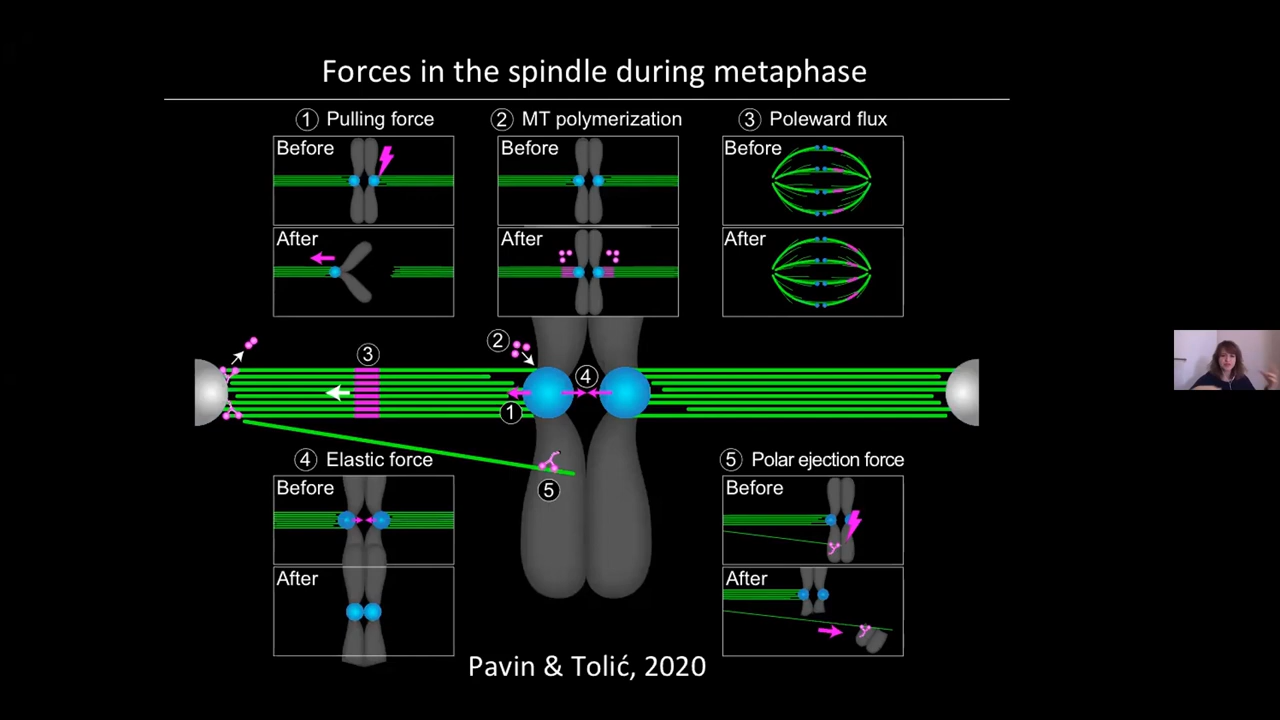 Forces in the spindle during metaphase
① Pulling force
② MT polymerization
③ Poleward flux
Before
Before
Before
After
After
After
③
②
④
①
⑤
④ Elastic force
⑤ Polar ejection force
Before
Before
After
After
Pavin & Tolić, 2020